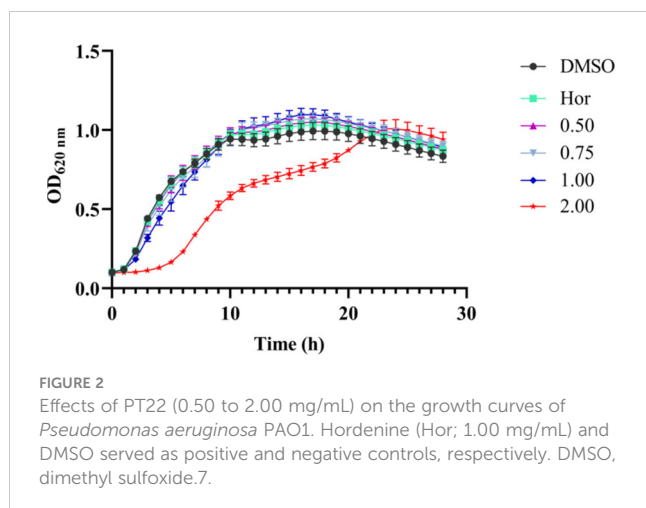 1.5
1.0
0.5
0.0
OD620 nm
0
10
20
30
Time (h)
DMSO
Hor
0.50
0.75
1.00
2.00
FIGURE 2
Effects of PT22 (0.50 to 2.00 mg/mL) on the growth curves of
Pseudomonas aeruginosa PAO1. Hordenine (Hor; 1.00 mg/mL) and
DMSO served as positive and negative controls, respectively. DMSO,
dimethyl sulfoxide.7.